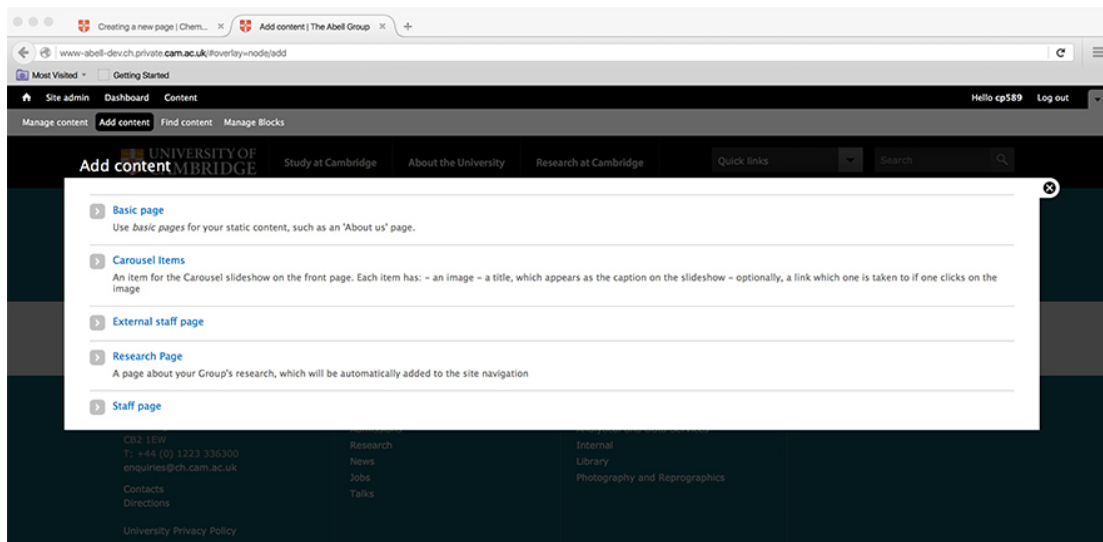 Creating a new page | Chem... ×
Add content | The Abell Group ×
+
www-abell-dev.ch.private.cam.ac.uk/#overlay=node/add
Most Visited
Getting Started
Site admin Dashboard Content
Hello cp589 Log out
Manage content Add content Find content Manage Blocks
UNIVERSITY OF
CAMBRIDGE
Study at Cambridge About the University Research at Cambridge Quick links Search
Add content
Basic page
Use basic pages for your static content, such as an 'About us' page.
Carousel Items
An item for the Carousel slideshow on the front page. Each item has: – an image – a title, which appears as the caption on the slideshow – optionally, a link which one is taken to if one clicks on the
image
External staff page
Research Page
A page about your Group's research, which will be automatically added to the site navigation
Staff page
CB2 1EW
T: +44 (0) 1223 336300
enquiries@ch.cam.ac.uk
Contacts
Directions
University Privacy Policy
Research
News
Jobs
Talks
Internal
Library
Photography and Reprographics